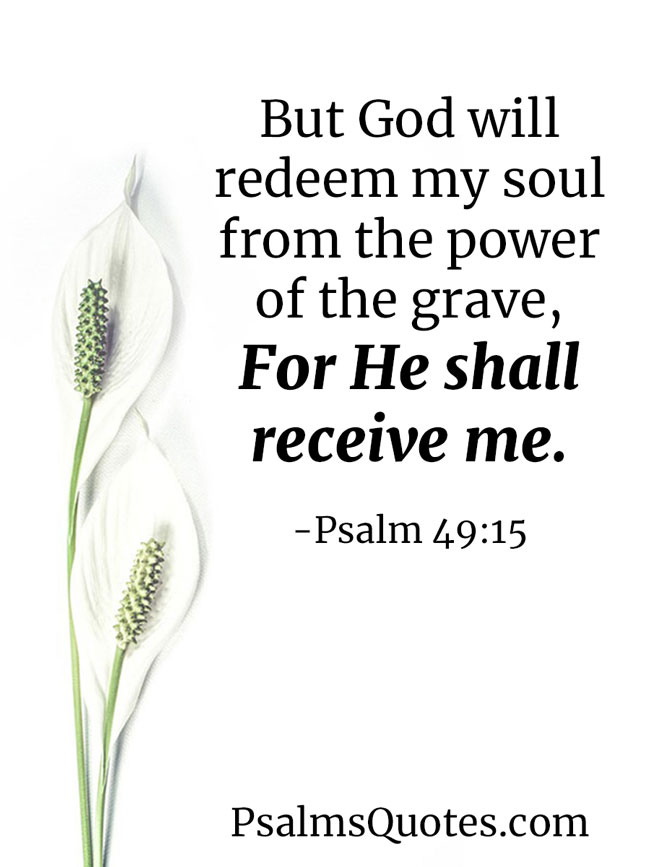 But God will
redeem my soul
from the power
of the grave,
For He shall
receive me.
-Psalm 49:15
PsalmsQuotes.com